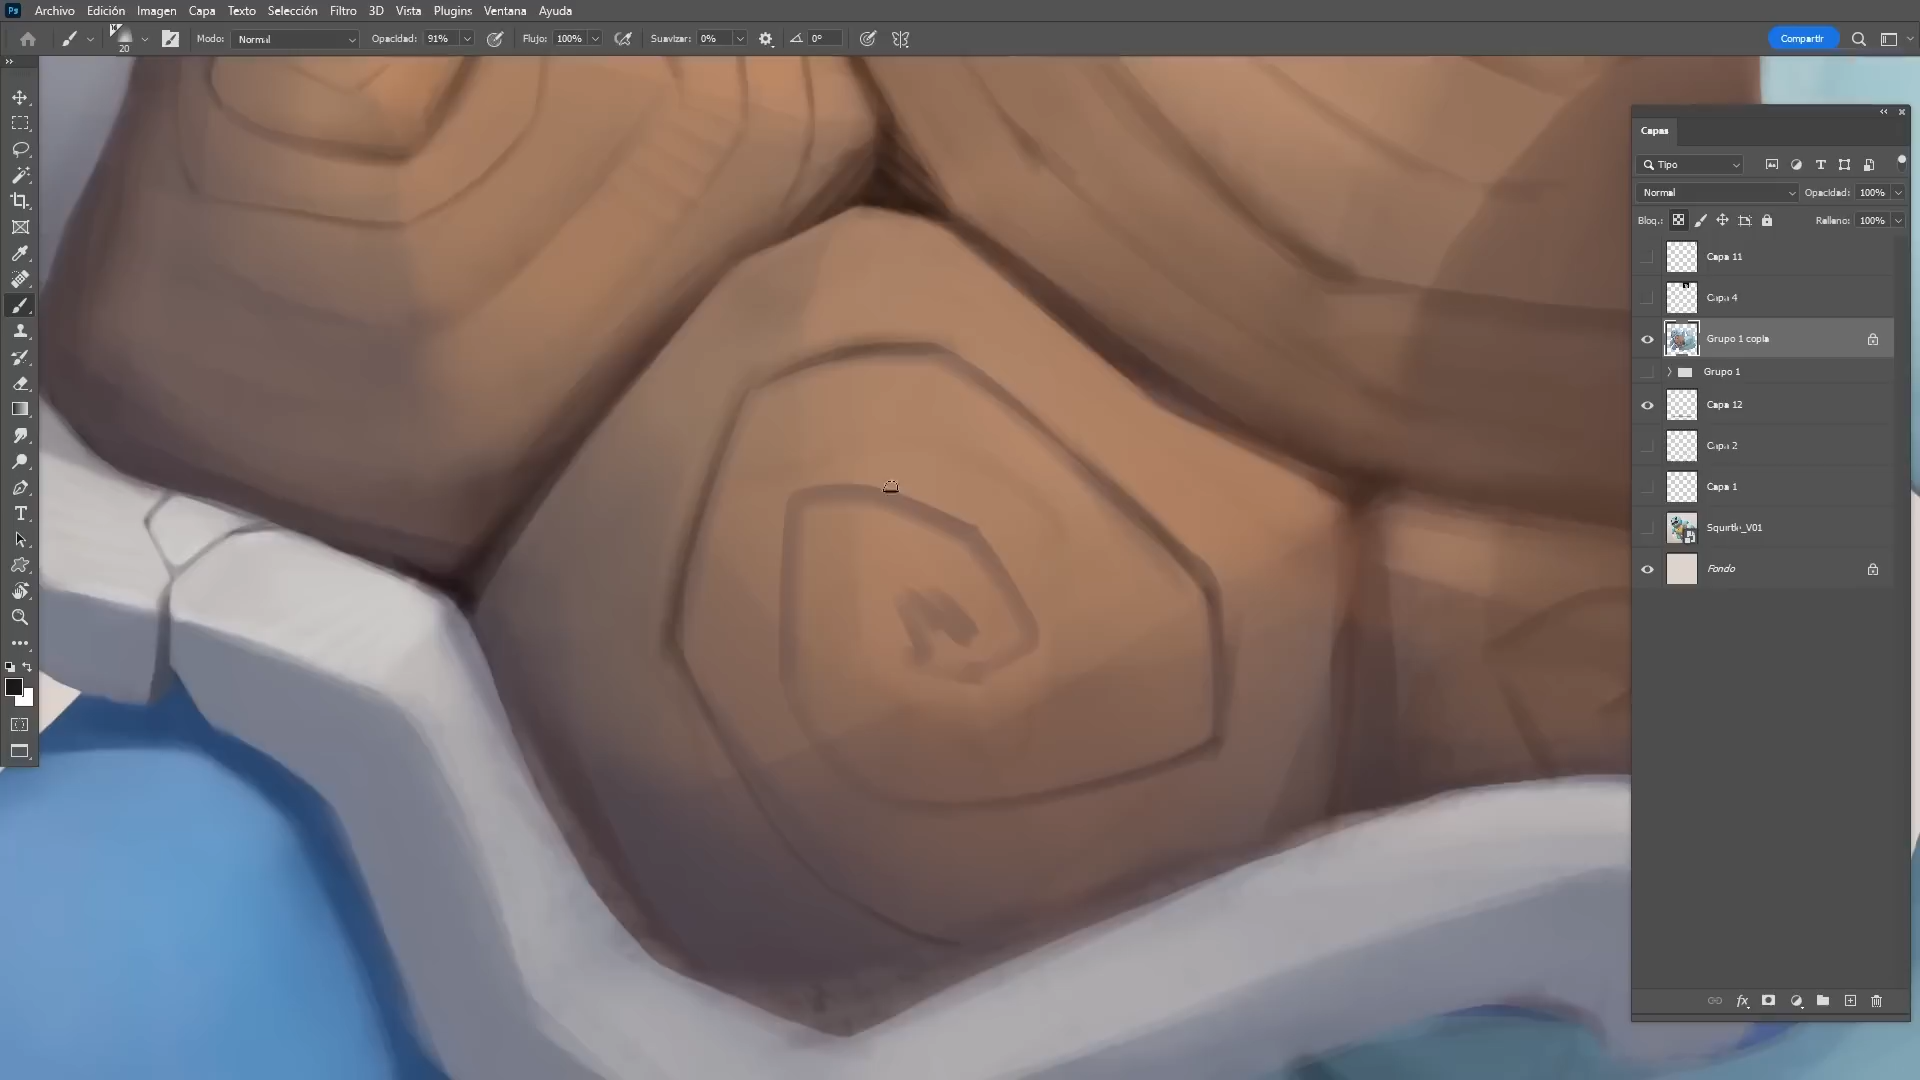 Ps Archivo Edición Imagen Capa Texto Selección Filtro 3D Vista Plugins Ventana Ayuda
20 Modo: Normal Opacidad: 91% Flujo: 100% Suavizar: 0% 0° Compartir
Capas
Tipo
Normal Opacidad: 100%
Bloq.: Relleno: 100%
Capa 11
Capa 4
Grupo 1 copia
Grupo 1
Capa 12
Capa 2
Capa 1
Squirtle_V01
Fondo
fx